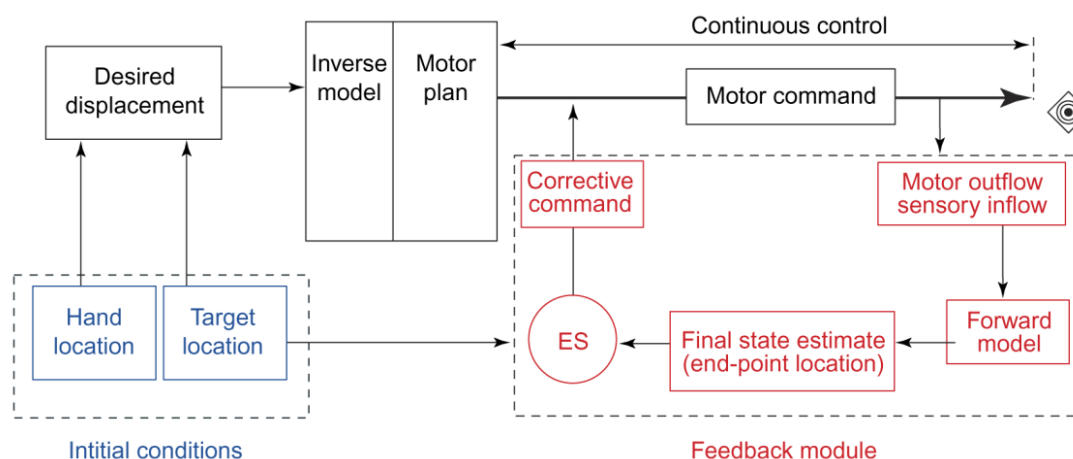 Continuous control
Desired
displacement
Inverse
model
Motor
plan
Motor command
Corrective
command
Motor outflow
sensory inflow
Hand
location
Target
location
ES
Final state estimate
(end-point location)
Forward
model
Intitial conditions
Feedback module